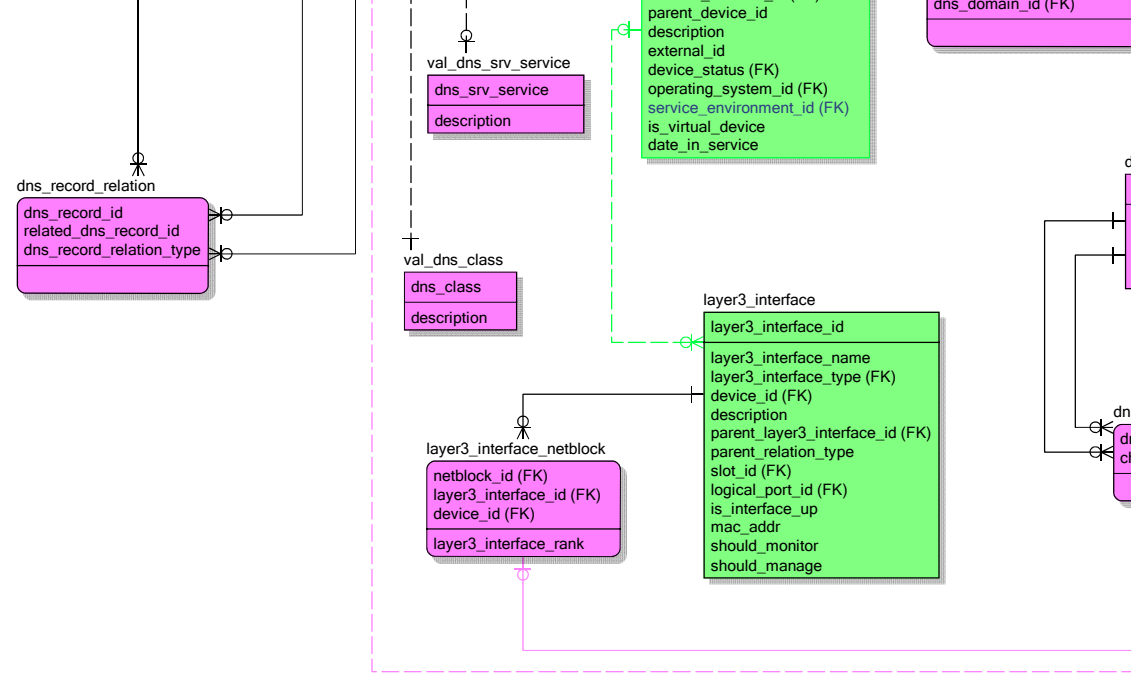 dns_domain_id (FK)
parent_device_id
description
external_id
device_status (FK)
operating_system_id (FK)
service_environment_id (FK)
is_virtual_device
date_in_service
val_dns_srv_service
dns_srv_service
description
dns_record_relation
dns_record_id
related_dns_record_id
dns_record_relation_type
val_dns_class
dns_class
description
layer3_interface
layer3_interface_id
layer3_interface_name
layer3_interface_type (FK)
device_id (FK)
description
parent_layer3_interface_id (FK)
parent_relation_type
slot_id (FK)
logical_port_id (FK)
is_interface_up
mac_addr
should_monitor
should_manage
layer3_interface_netblock
netblock_id (FK)
layer3_interface_id (FK)
device_id (FK)
layer3_interface_rank